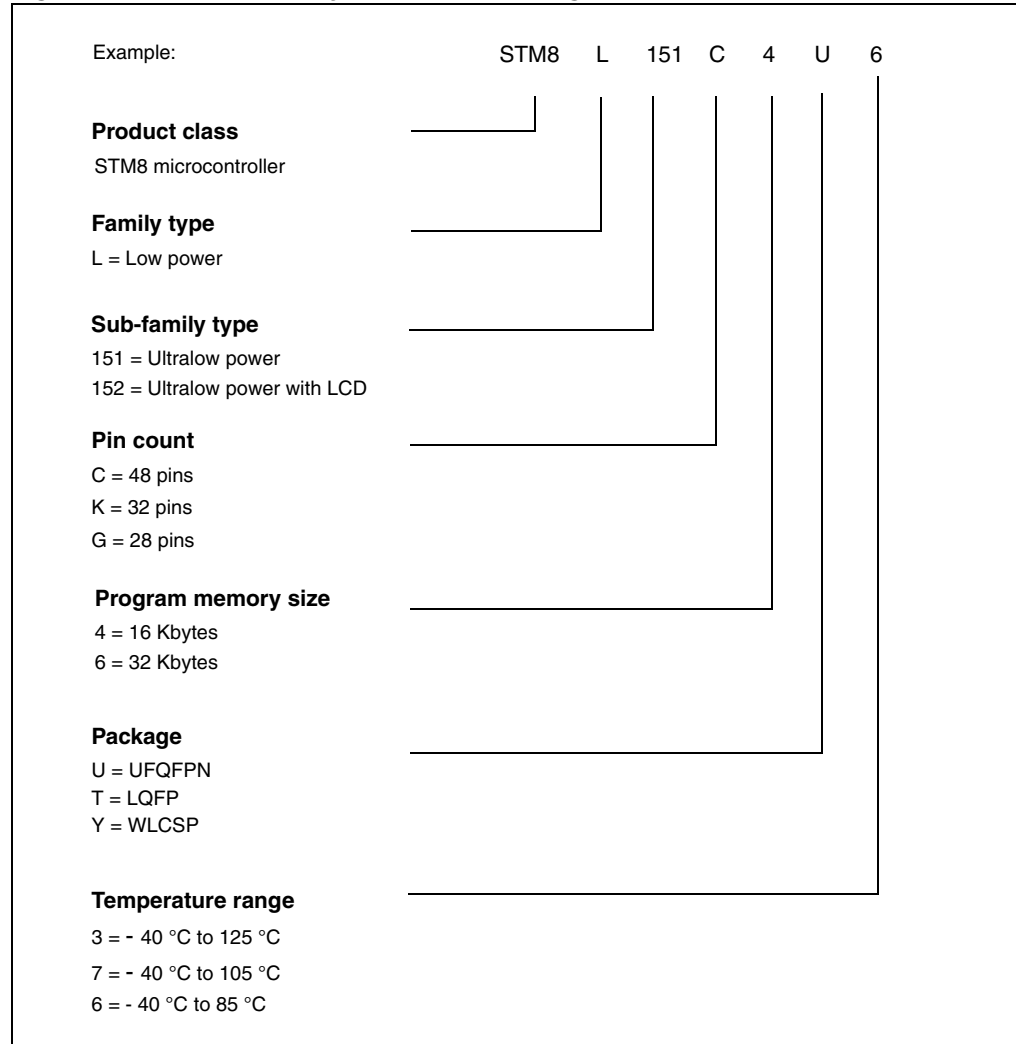 Example: STM8 L 151 C 4 U 6
Product class
STM8 microcontroller
Family type
L = Low power
Sub-family type
151 = Ultralow power
152 = Ultralow power with LCD
Pin count
C = 48 pins
K = 32 pins
G = 28 pins
Program memory size
4 = 16 Kbytes
6 = 32 Kbytes
Package
U = UFQFPN
T = LQFP
Y = WLCSP
Temperature range
3 = - 40 °C to 125 °C
7 = - 40 °C to 105 °C
6 = - 40 °C to 85 °C